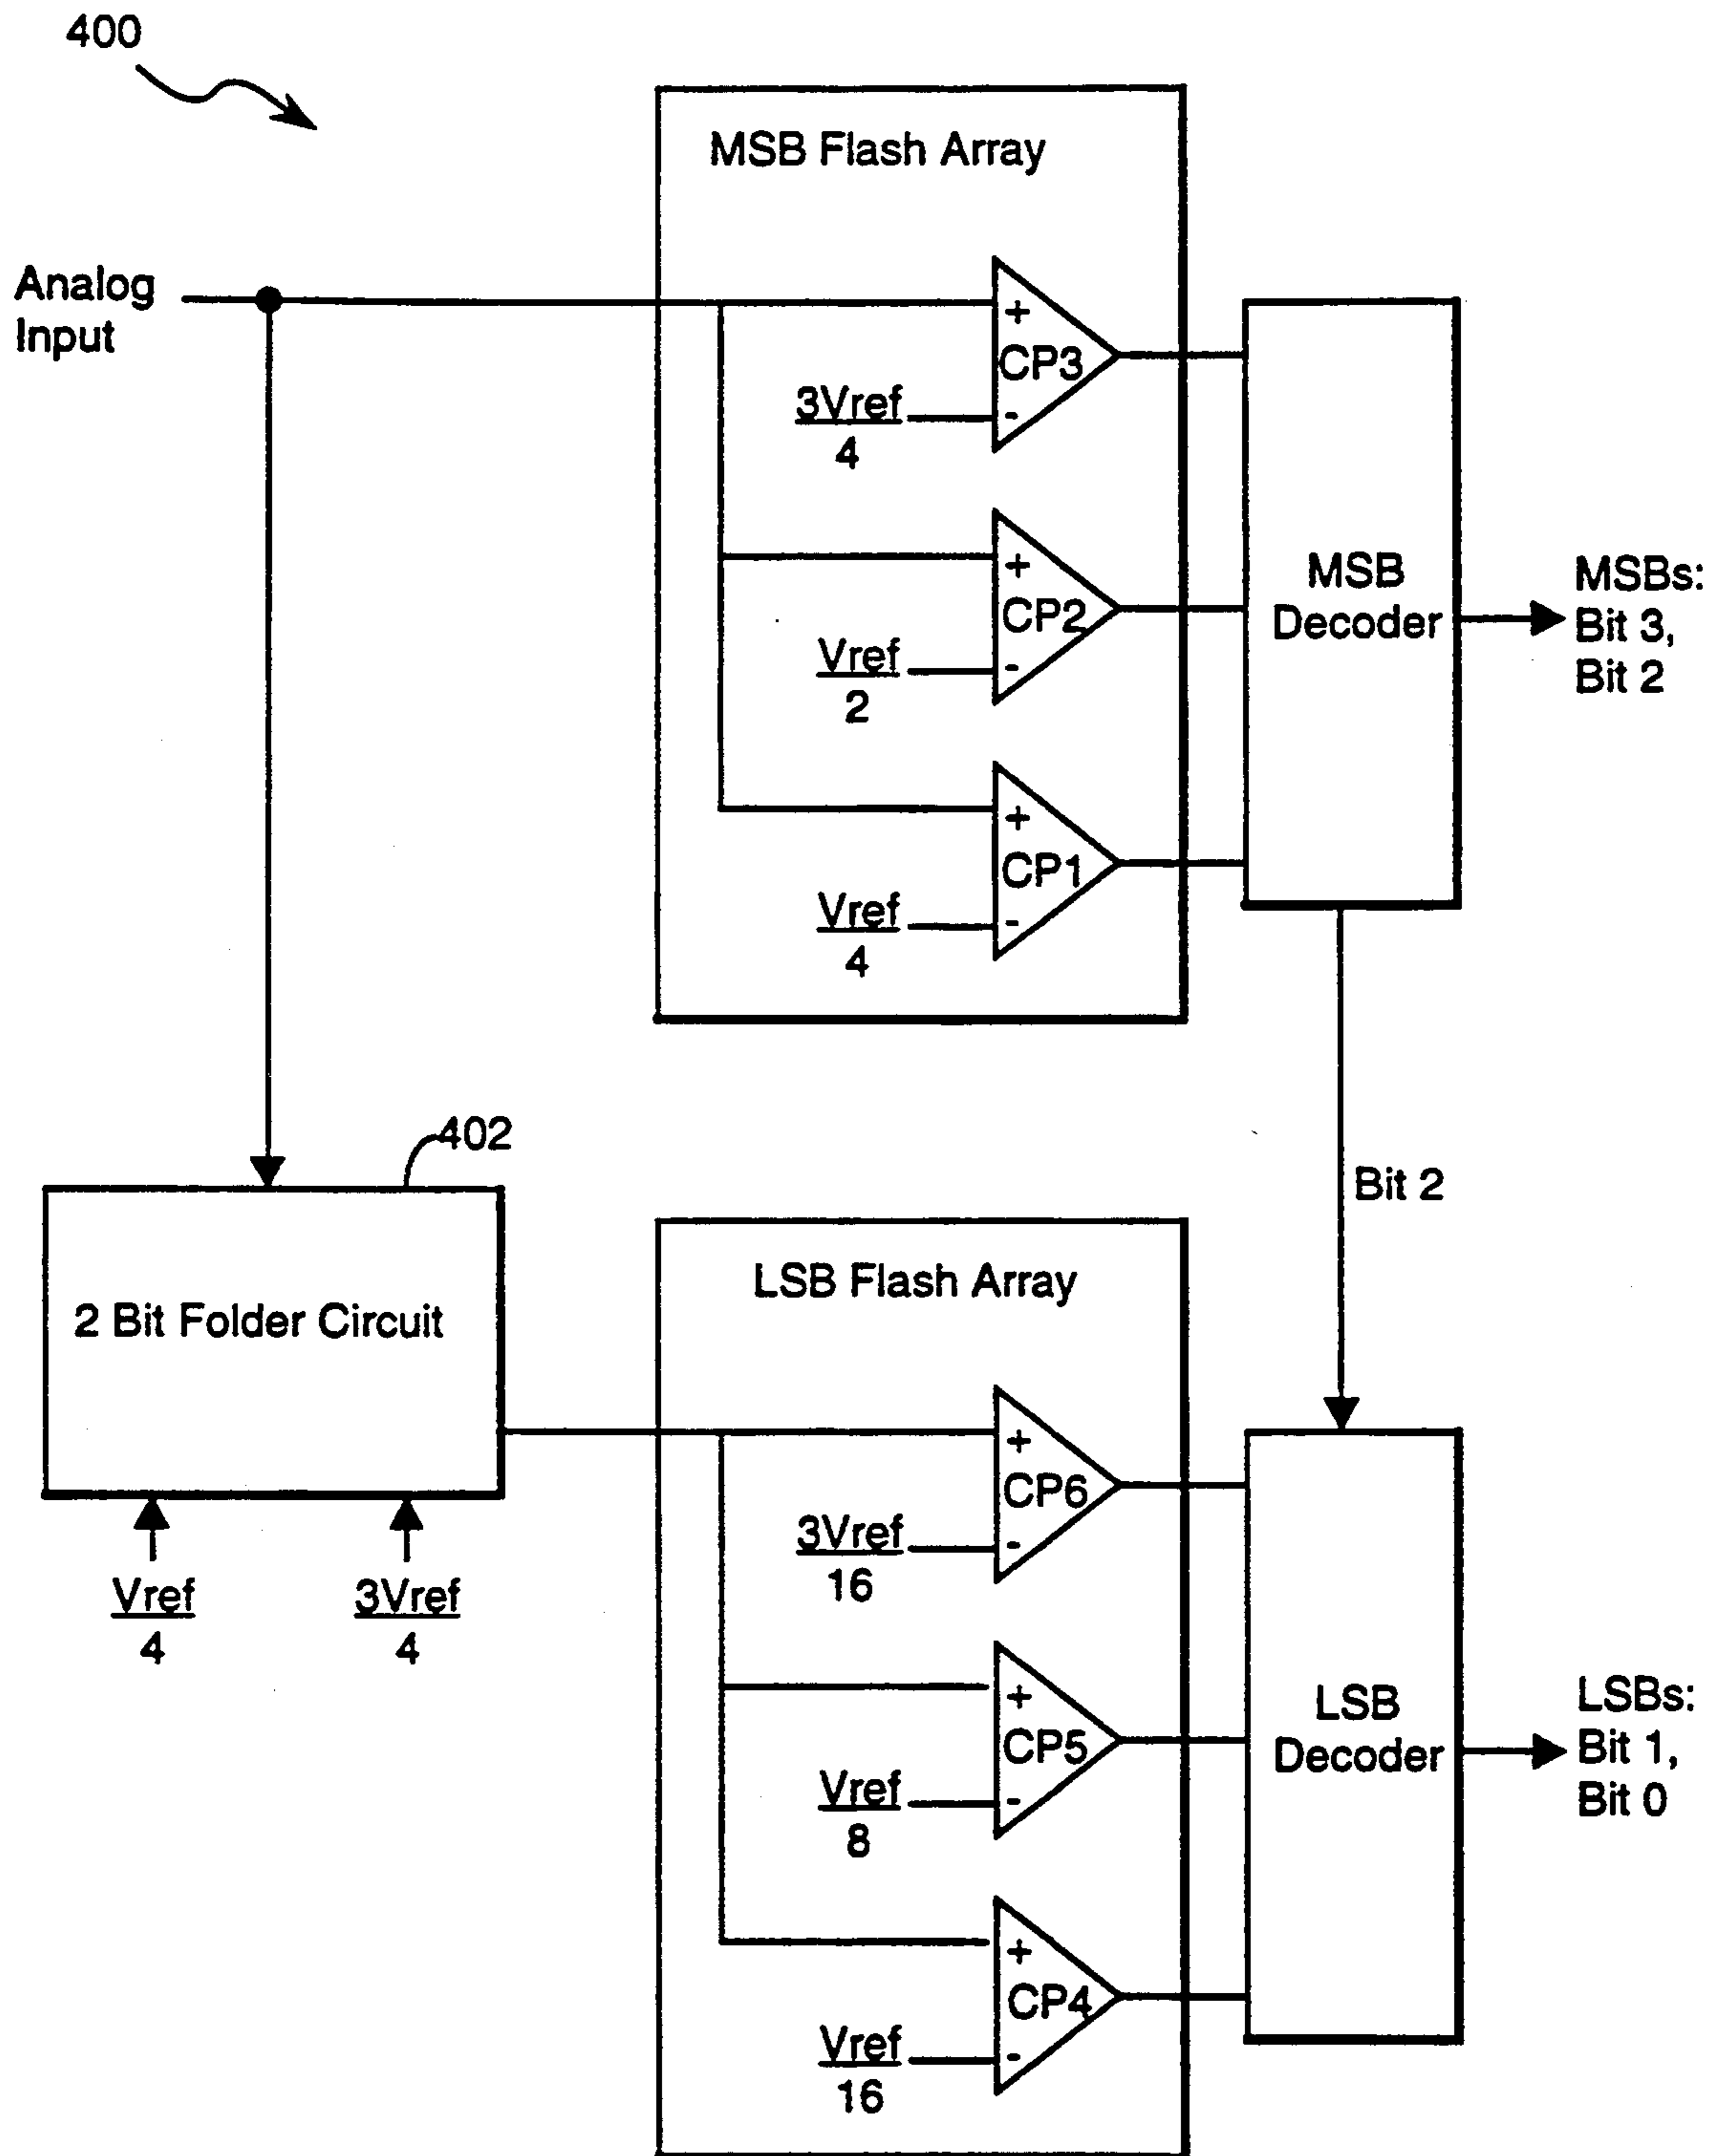 400
MSB Flash Array
Analog
Input
+
CP3
3Vref
-
4
+
CP2
Vref
-
2
+
CP1
Vref
-
4
MSB
Decoder
MSBs:
Bit 3,
Bit 2
402
Bit 2
2 Bit Folder Circuit
Vref
4
3Vref
4
LSB Flash Array
+
CP6
3Vref
-
16
+
CP5
Vref
-
8
+
CP4
Vref
-
16
LSB
Decoder
LSBs:
Bit 1,
Bit 0